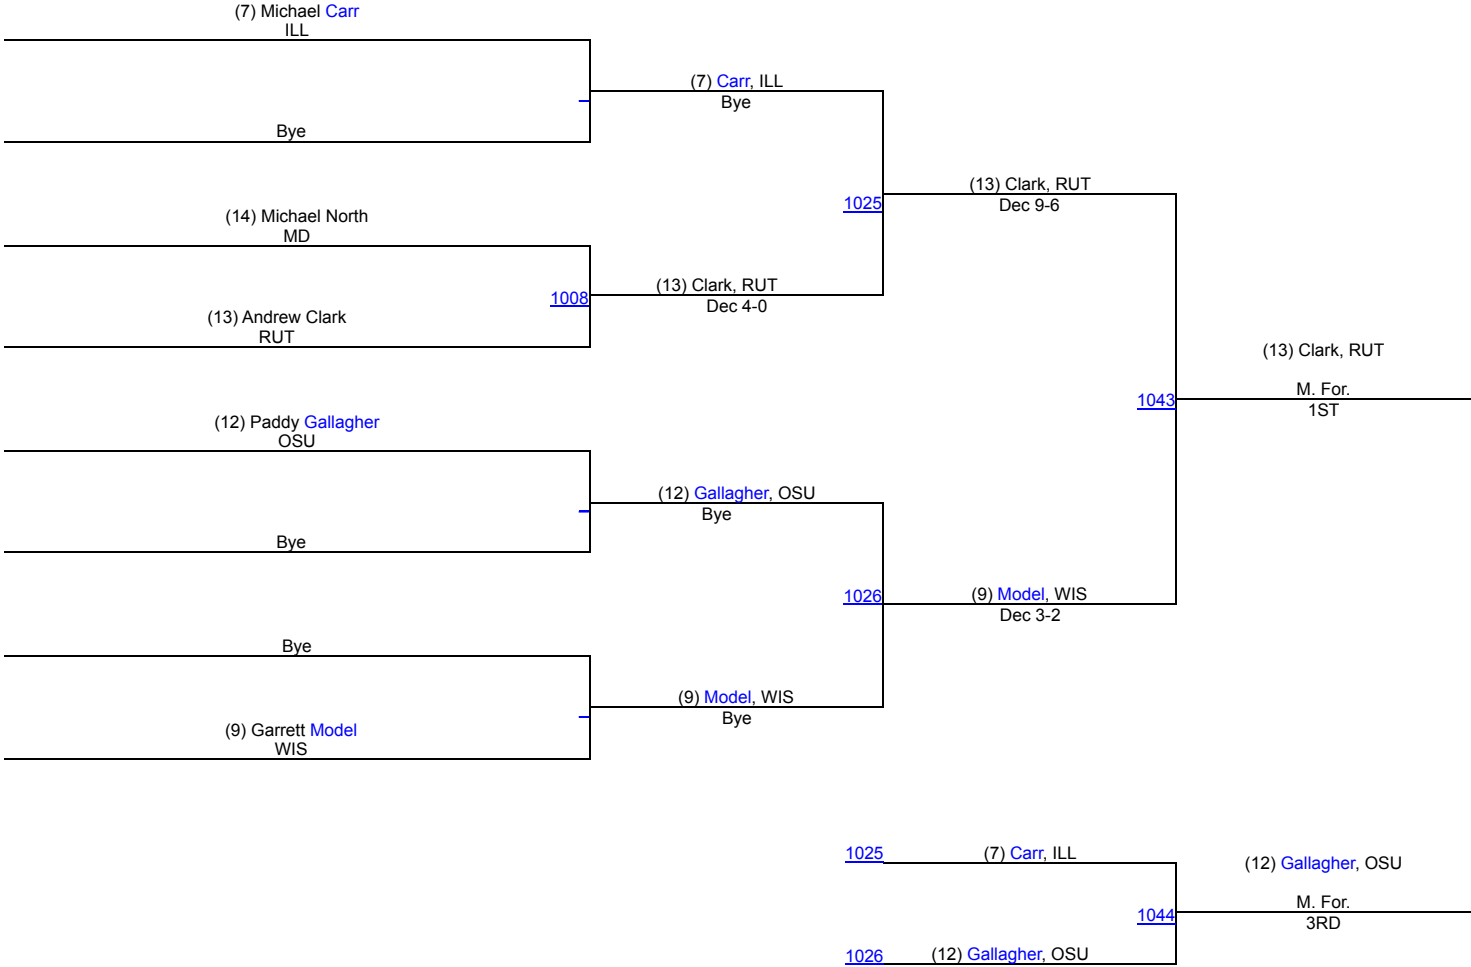 (7) Michael Carr
ILL
(7) Carr, ILL
Bye
Bye
(13) Clark, RUT
1025
Dec 9-6
(14) Michael North
MD
(13) Clark, RUT
1008
Dec 4-0
(13) Andrew Clark
RUT
(13) Clark, RUT
M. For.
1043
1ST
(12) Paddy Gallagher
OSU
(12) Gallagher, OSU
Bye
Bye
1026
(9) Model, WIS
Dec 3-2
Bye
(9) Model, WIS
Bye
(9) Garrett Model
WIS
1025
(7) Carr, ILL
(12) Gallagher, OSU
M. For.
1044
3RD
1026
(12) Gallagher, OSU